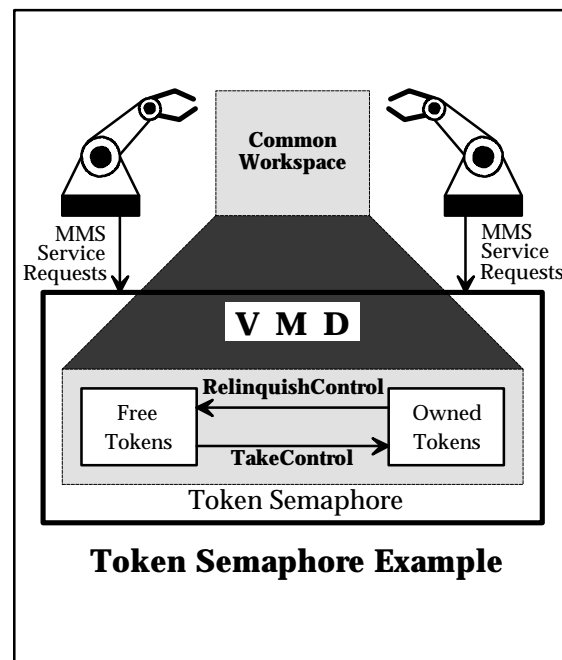 Common
Workspace
MMS
Service
Requests
MMS
Service
Requests
V M D
RelinquishControl
Free
Tokens
Owned
Tokens
TakeControl
Token Semaphore
Token Semaphore Example